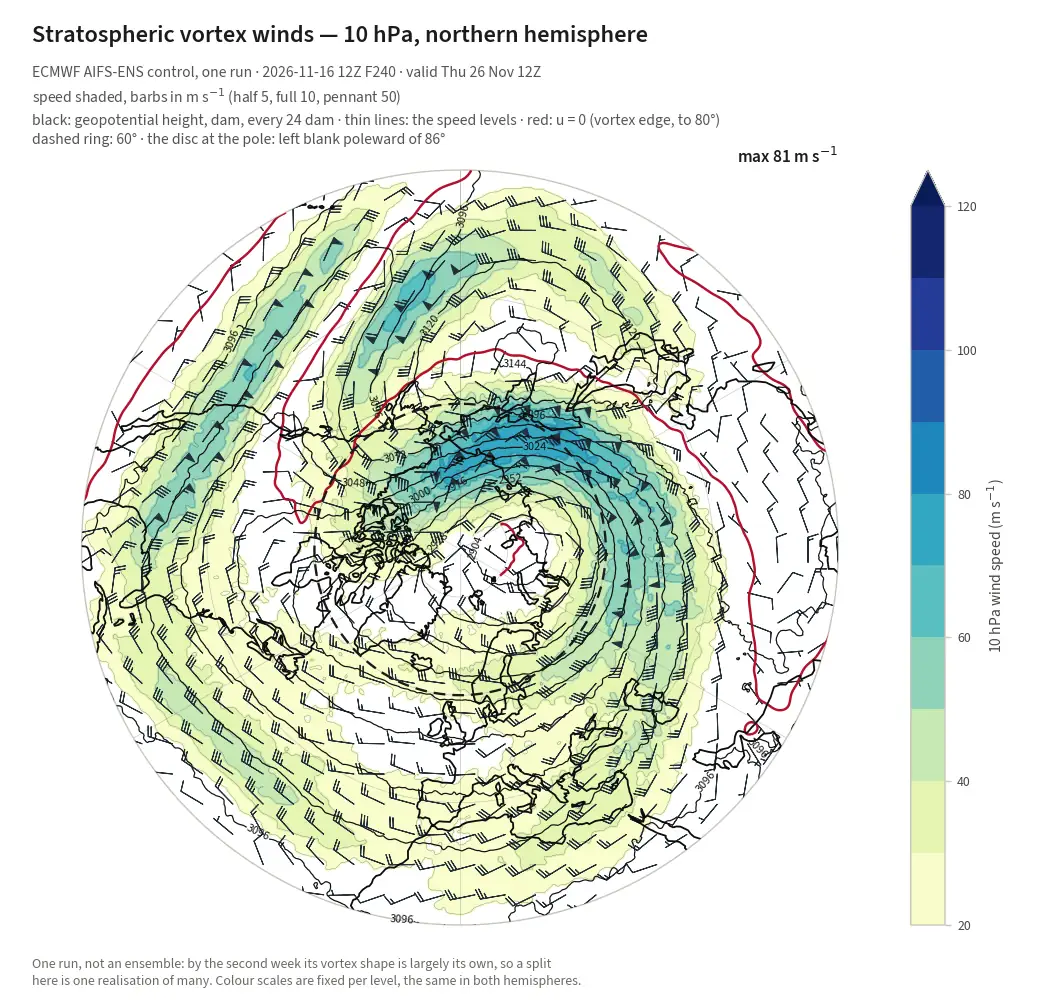 Stratospheric vortex winds — 10 hPa, northern hemisphere
ECMWF AIFS-ENS control, one run · 2026-11-16 12Z F240 · valid Thu 26 Nov 12Z
speed shaded, barbs in m s⁻¹ (half 5, full 10, pennant 50)
black: geopotential height, dam, every 24 dam · thin lines: the speed levels · red: u = 0 (vortex edge, to 80°)
dashed ring: 60° · the disc at the pole: left blank poleward of 86°
max 81 m s⁻¹
120
100
80
60
40
20
10 hPa wind speed (m s⁻¹)
3096
3096
3120
3144
3024
3072
3048
3000
2952
2904
3096
3096
3096
3096
One run, not an ensemble: by the second week its vortex shape is largely its own, so a split
here is one realisation of many. Colour scales are fixed per level, the same in both hemispheres.